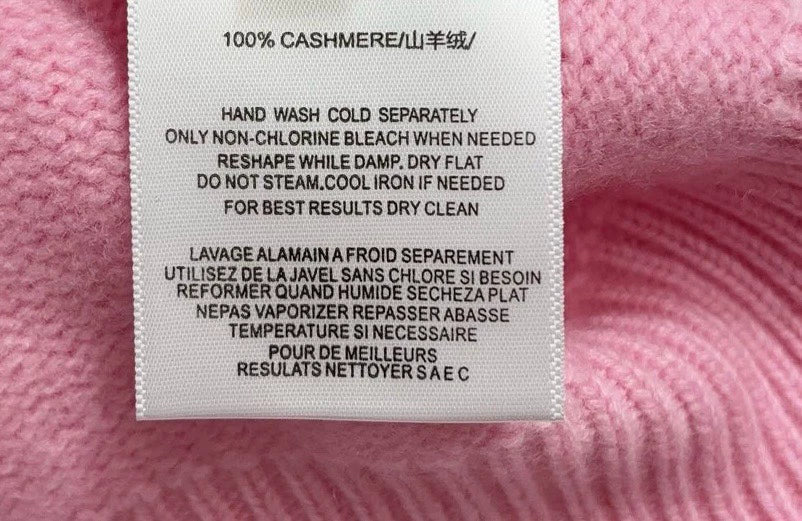 100% CASHMERE/山羊绒/
HAND WASH COLD SEPARATELY
ONLY NON-CHLORINE BLEACH WHEN NEEDED
RESHAPE WHILE DAMP. DRY FLAT
DO NOT STEAM.COOL IRON IF NEEDED
FOR BEST RESULTS DRY CLEAN
LAVAGE ALAMAIN A FROID SEPAREMENT
UTILISEZ DE LA JAVEL SANS CHLORE SI BESOIN
REFORMER QUAND HUMIDE SECHEZA PLAT
NEPAS VAPORIZER REPASSER ABASSE
TEMPERATURE SI NECESSAIRE
POUR DE MEILLEURS
RESULATS NETTOYER S A E C